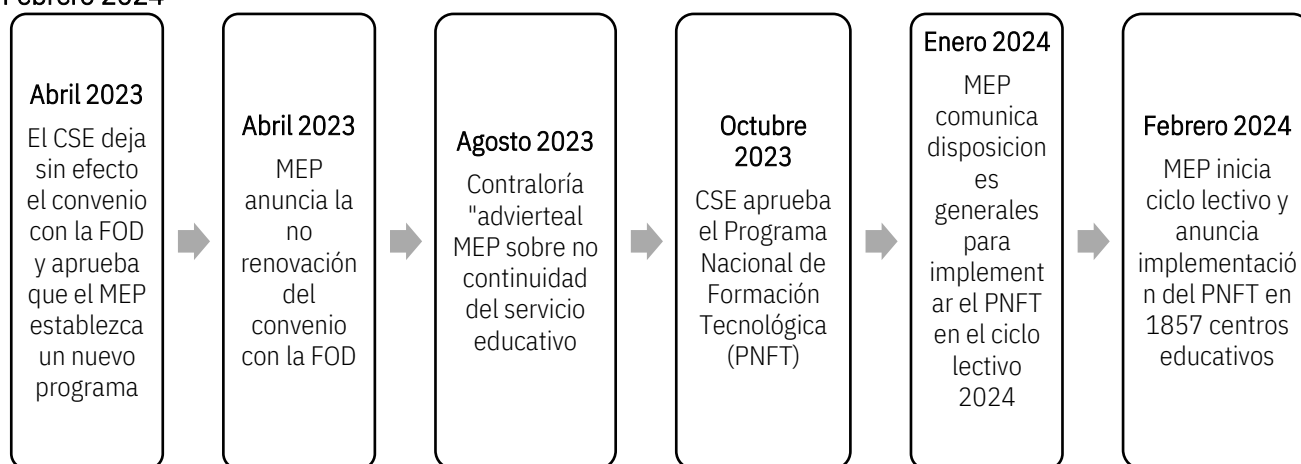 Febrero 2024
Abril 2023
El CSE deja
sin efecto
el convenio
con la FOD
y aprueba
que el MEP
establezca
un nuevo
programa
Abril 2023
MEP
anuncia la
no
renovación
del
convenio
con la FOD
Agosto 2023
Contraloría
"advierteal
MEP sobre no
continuidad
del servicio
educativo
Octubre
2023
CSE aprueba
el Programa
Nacional de
Formación
Tecnológica
(PNFT)
Enero 2024
MEP
comunica
disposicion
es
generales
para
implement
ar el PNFT
en el ciclo
lectivo
2024
Febrero 2024
MEP inicia
ciclo lectivo y
anuncia
implementació
n del PNFT en
1857 centros
educativos